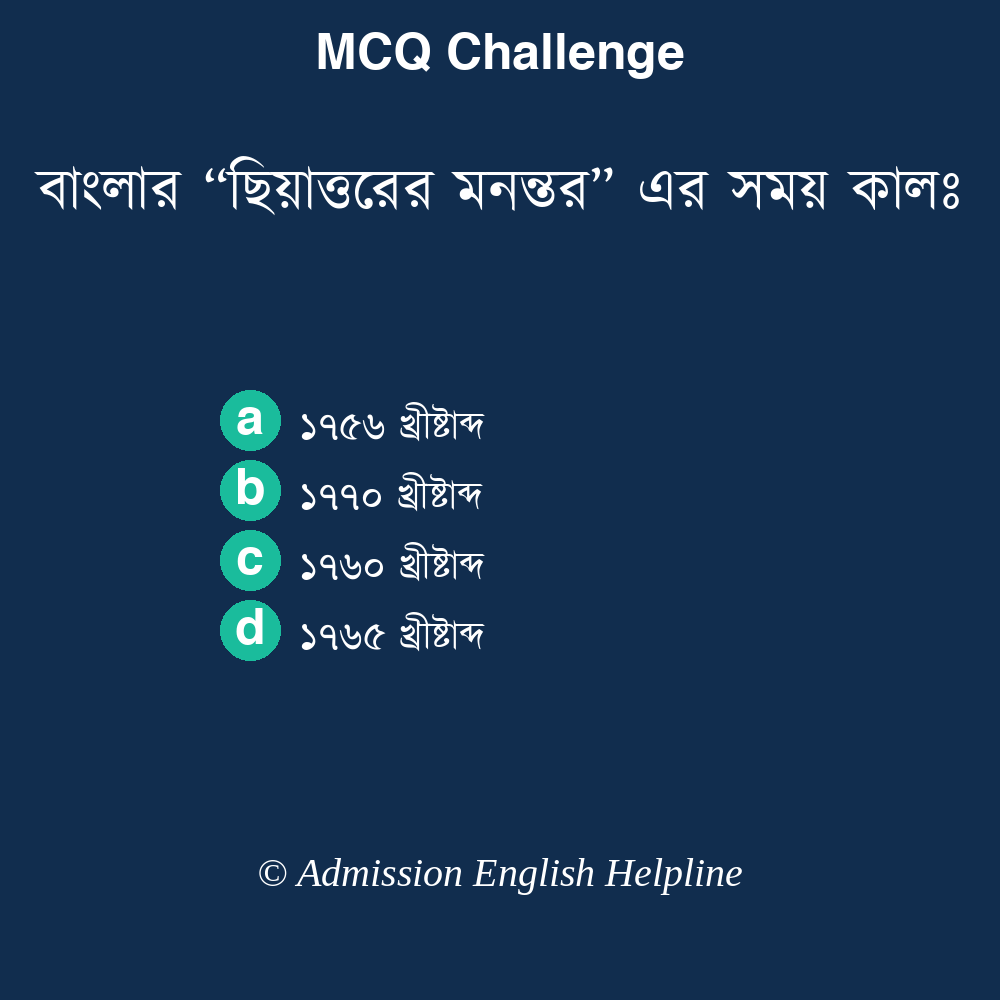 MCQ Challenge
বাংলার “ছিয়াত্তরের মনন্তর” এর সময় কালঃ
a ১৭৫৬ খ্রীষ্টাব্দ
b ১৭৭০ খ্রীষ্টাব্দ
c ১৭৬০ খ্রীষ্টাব্দ
d ১৭৬৫ খ্রীষ্টাব্দ
© Admission English Helpline